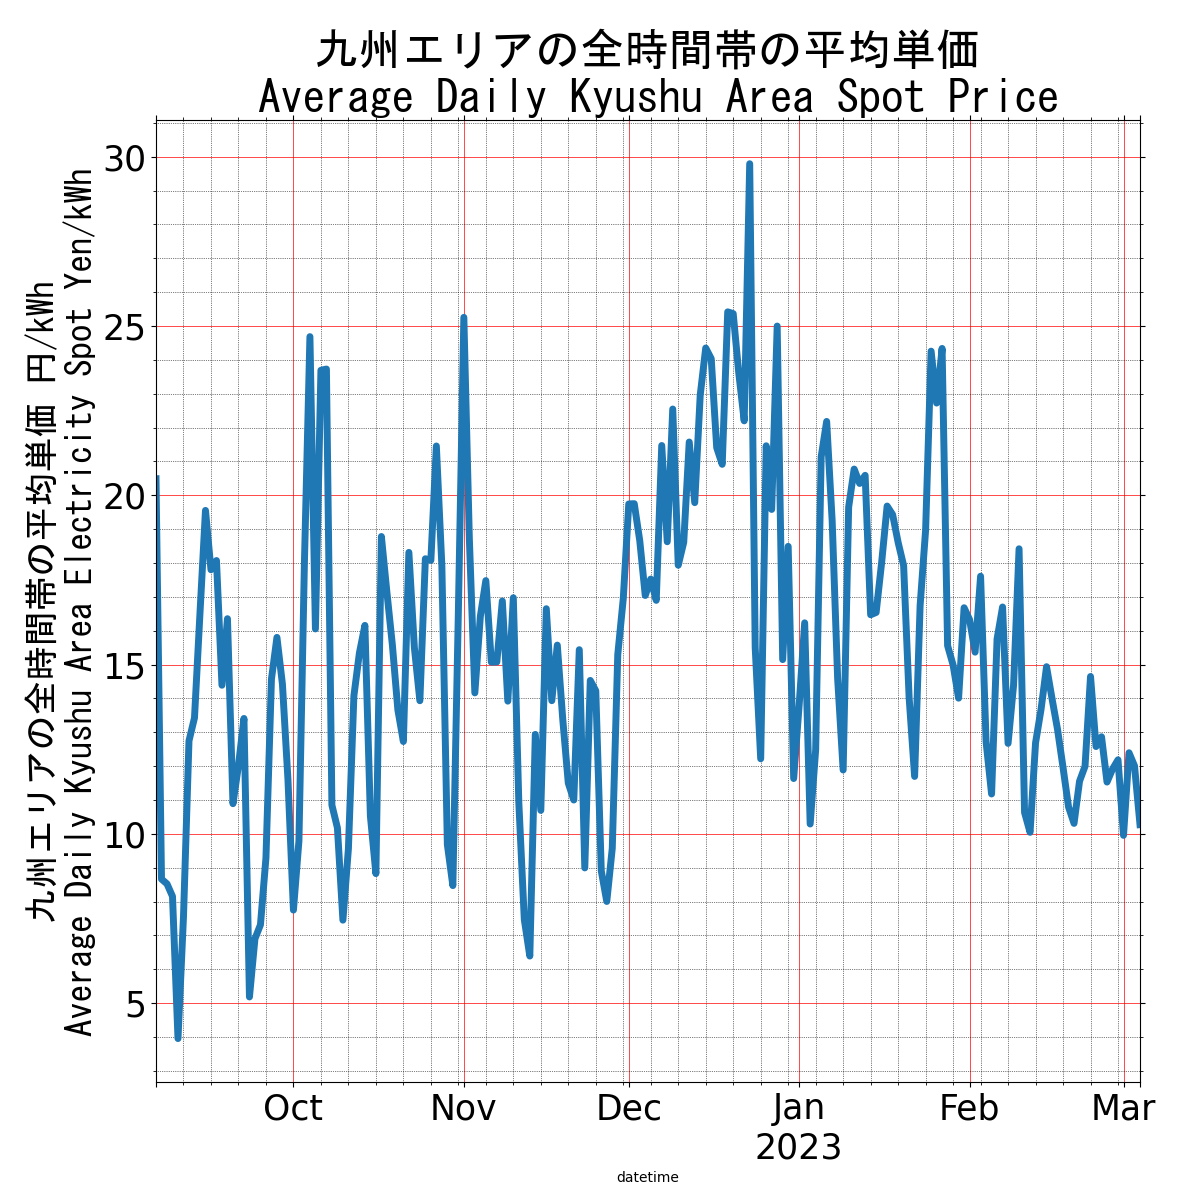 九州エリアの全時間帯の平均単価
Average Daily Kyushu Area Spot Price
九州エリアの全時間帯の平均単価 円/kWh
Average Daily Kyushu Area Electricity Spot Yen/kWh
30
25
20
15
10
5
Oct
Nov
Dec
Jan
2023
Feb
Mar
datetime